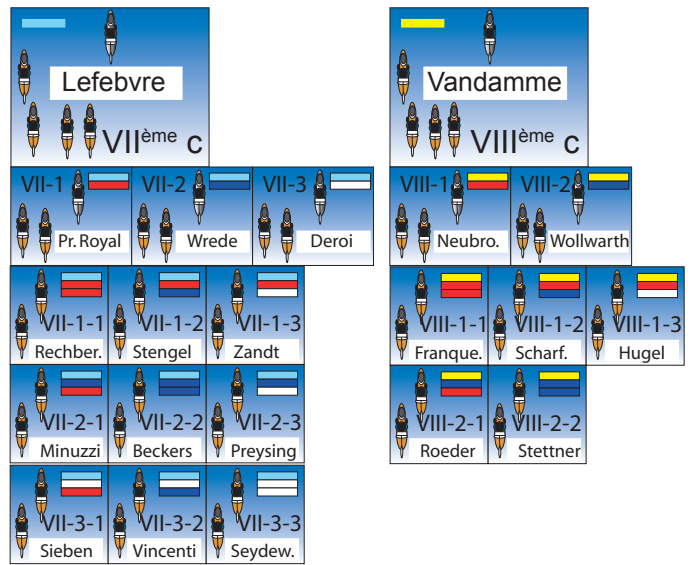 Lefebvre
VIIème c
VII-1
VII-2
VII-3
Pr. Royal
Wrede
Deroi
VII-1-1
VII-1-2
VII-1-3
Rechber.
Stengel
Zandt
VII-2-1
VII-2-2
VII-2-3
Minuzzi
Beckers
Preysing
VII-3-1
VII-3-2
VII-3-3
Sieben
Vincenti
Seydew.
Vandamme
VIIIème c
VIII-1
VIII-2
Neubro.
Wollwarth
VIII-1-1
VIII-1-2
VIII-1-3
Franque.
Scharf.
Hugel
VIII-2-1
VIII-2-2
Roeder
Stettner